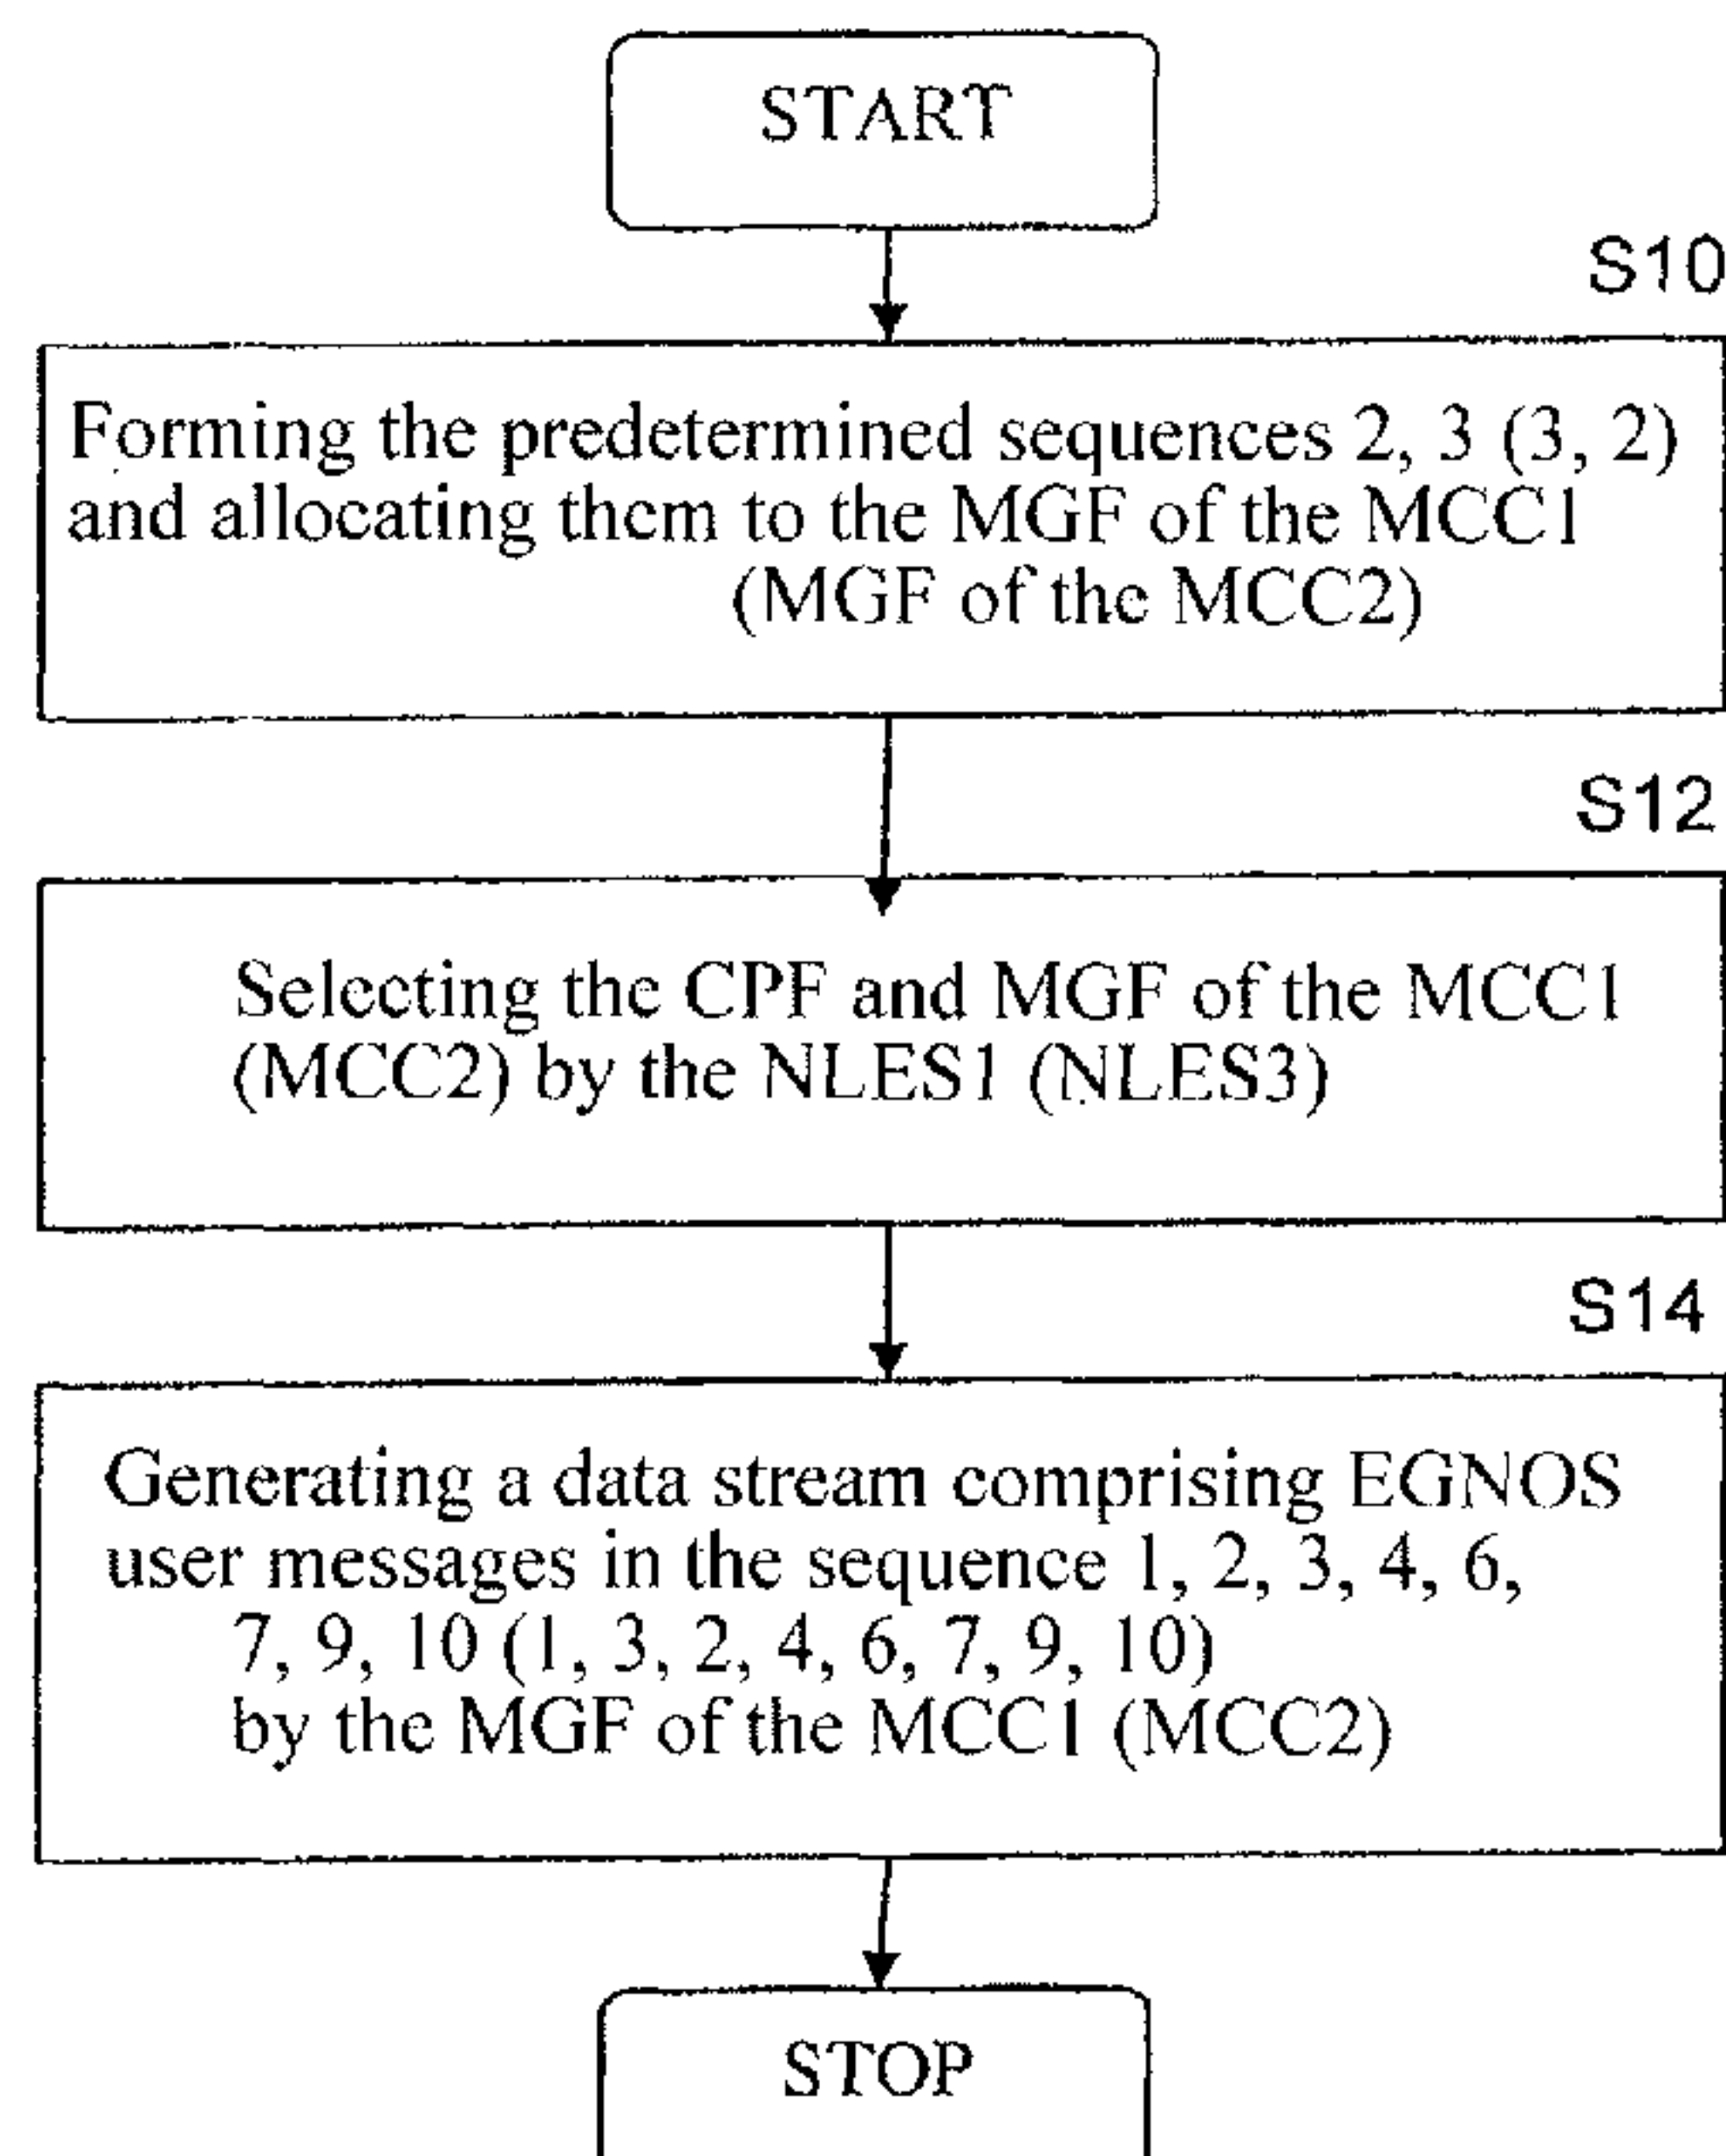 START
S10
Forming the predetermined sequences 2, 3 (3, 2)
and allocating them to the MGF of the MCC1
(MGF of the MCC2)
S12
Selecting the CPF and MGF of the MCC1
(MCC2) by the NLES1 (NLES3)
S14
Generating a data stream comprising EGNOS
user messages in the sequence 1, 2, 3, 4, 6,
7, 9, 10 (1, 3, 2, 4, 6, 7, 9, 10)
by the MGF of the MCC1 (MCC2)
STOP